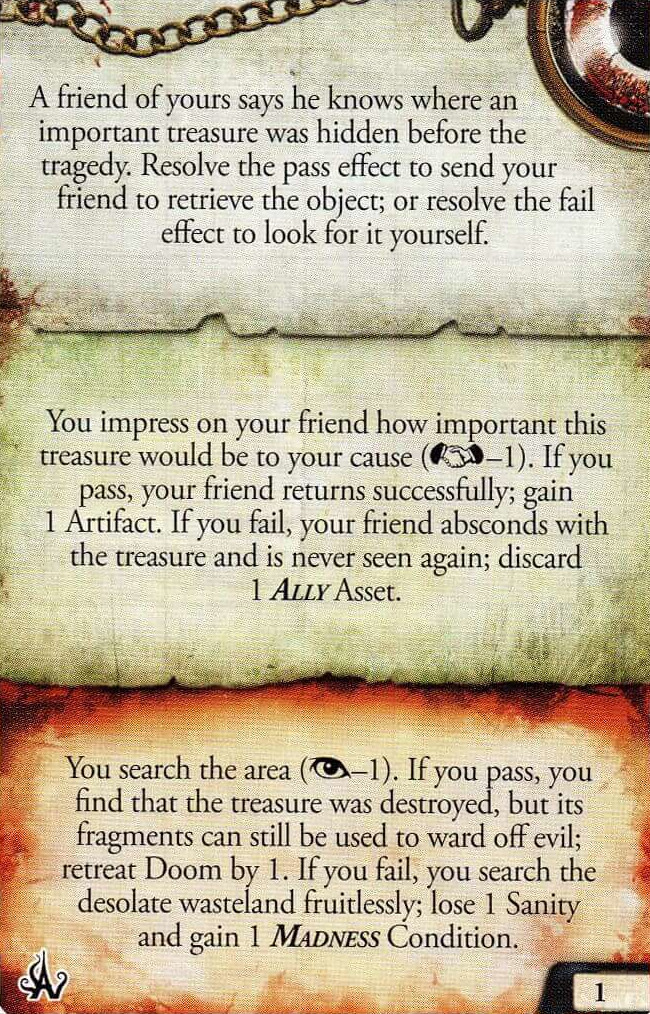 A friend of yours says he knows where an
important treasure was hidden before the
tragedy. Resolve the pass effect to send your
friend to retrieve the object; or resolve the fail
effect to look for it yourself.
You impress on your friend how important this
treasure would be to your cause (–1). If you
pass, your friend returns successfully; gain
1 Artifact. If you fail, your friend absconds with
the treasure and is never seen again; discard
1 ALLY Asset.
You search the area (–1). If you pass, you
find that the treasure was destroyed, but its
fragments can still be used to ward off evil;
retreat Doom by 1. If you fail, you search the
desolate wasteland fruitlessly; lose 1 Sanity
and gain 1 MADNESS Condition.
1